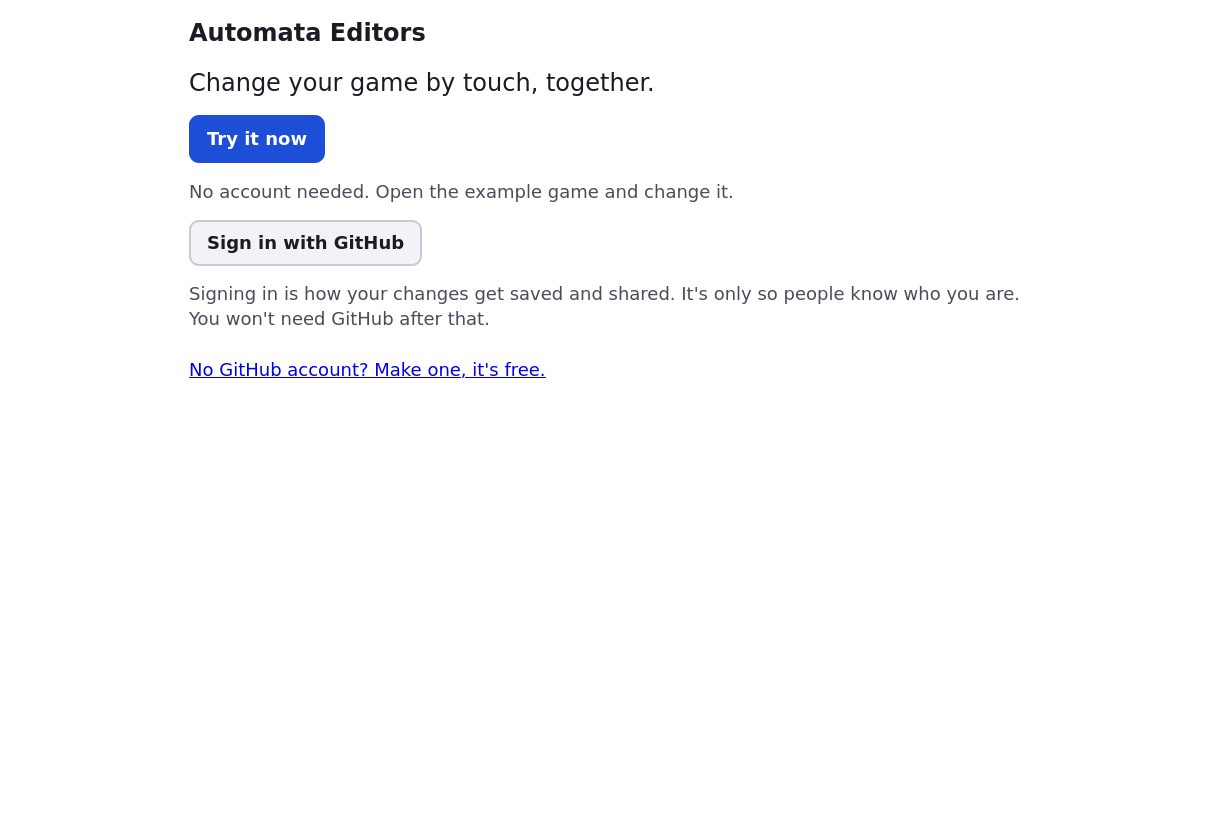 Automata Editors
Change your game by touch, together.
Try it now
No account needed. Open the example game and change it.
Sign in with GitHub
Signing in is how your changes get saved and shared. It's only so people know who you are.
You won't need GitHub after that.
No GitHub account? Make one, it's free.